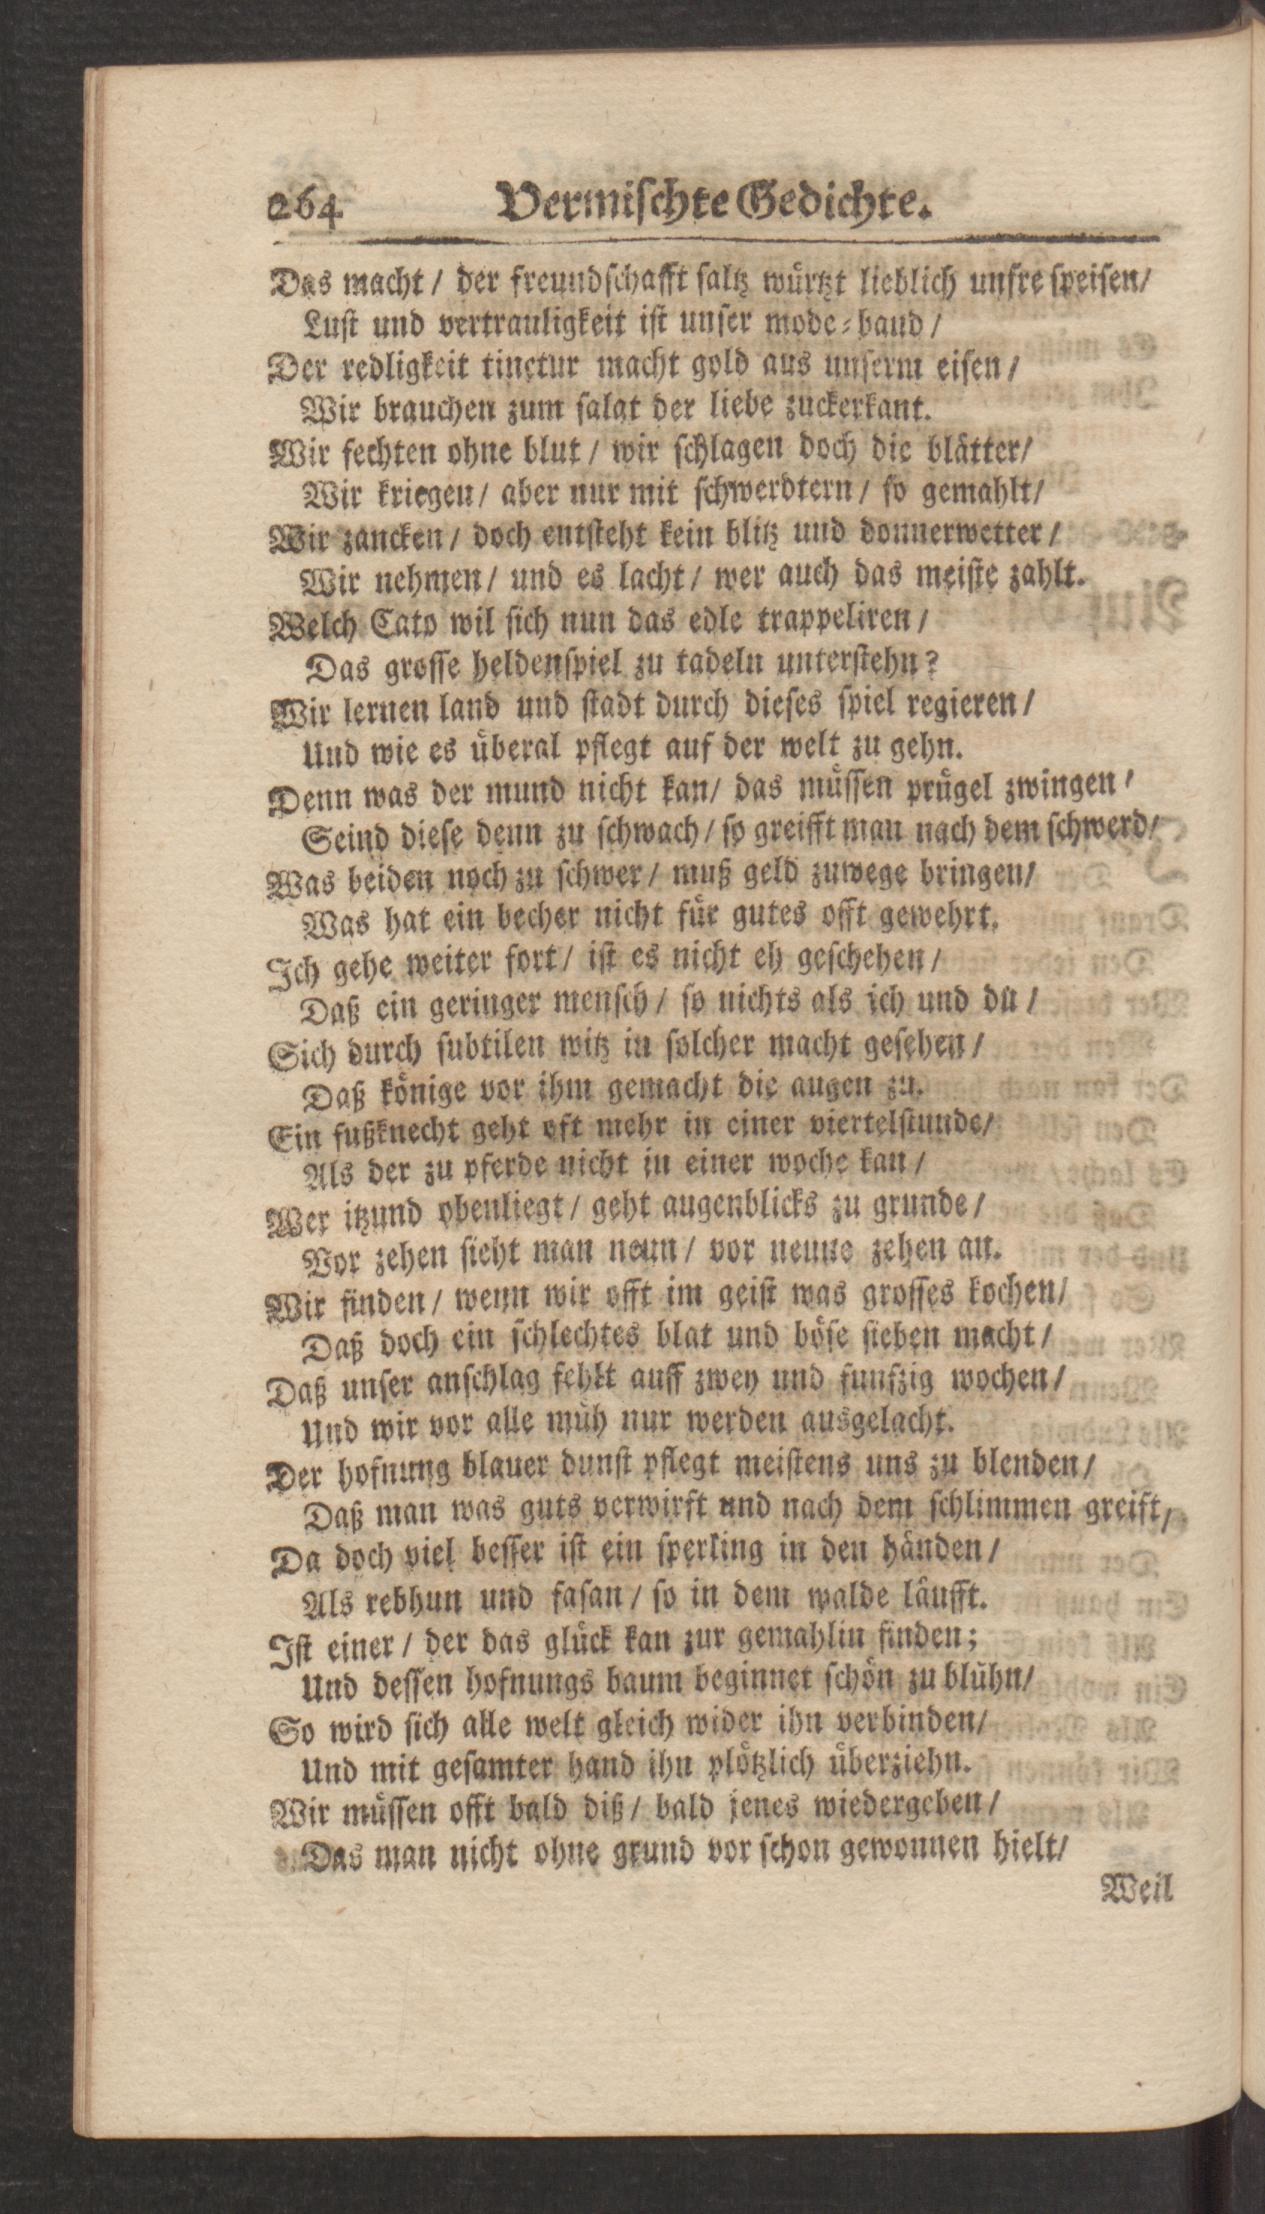 264 Vermischte Gedichte.
Das macht / der freundschafft saltz würtzt lieblich unsre speisen/
Lust und vertrauligkeit ist unser mode-band /
Der redligkeit tinctur macht gold aus unserm eisen /
Wir brauchen zum salat der liebe zuckerkant.
Wir fechten ohne blut / wir schlagen doch die blätter/
Wir kriegen / aber nur mit schwerdtern / so gemahlt/
Wir zancken / doch entsteht kein blitz und donnerwetter /
Wir nehmen / und es lacht / wer auch das meiste zahlt.
Welch Cato wil sich nun das edle trappeliren /
Das grosse heldenspiel zu tadeln unterstehn?
Wir lernen land und stadt durch dieses spiel regieren /
Und wie es überal pflegt auf der welt zu gehn.
Denn was der mund nicht kan/ das müssen prügel zwingen /
Seind diese denn zu schwach / so greifft man nach dem schwerd/
Was beiden noch zu schwer / muß geld zuwege bringen/
Was hat ein becher nicht für gutes offt gewehrt.
Ich gehe weiter fort / ist es nicht eh geschehen /
Daß ein geringer mensch / so nichts als ich und du /
Sich durch subtilen witz in solcher macht gesehen /
Daß könige vor ihm gemacht die augen zu.
Ein fußknecht geht oft mehr in einer viertelstunde/
Als der zu pferde nicht in einer woche kan /
Wer itzund obenliegt / geht augenblicks zu grunde /
Vor zehen sieht man neun / vor neune zehen an.
Wir finden / wenn wir offt im geist was grosses kochen/
Daß doch ein schlechtes blat und böse sieben macht /
Daß unser anschlag fehlt auff zwey und funfzig wochen /
Und wir vor alle müh nur werden ausgelacht.
Der hofnung blauer dunst pflegt meistens uns zu blenden /
Daß man was guts verwirft und nach dem schlimmen greift,
Da doch viel besser ist ein sperling in den händen /
Als rebhun und fasan / so in dem walde läufft.
Ist einer / der das glück kan zur gemahlin finden;
Und dessen hofnungs baum beginnet schön zu blühn/
So wird sich alle welt gleich wider ihn verbinden/
Und mit gesamter hand ihn plötzlich überziehn.
Wir müssen offt bald diß / bald jenes wiedergeben /
Das man nicht ohne grund vor schon gewonnen hielt/
Weil